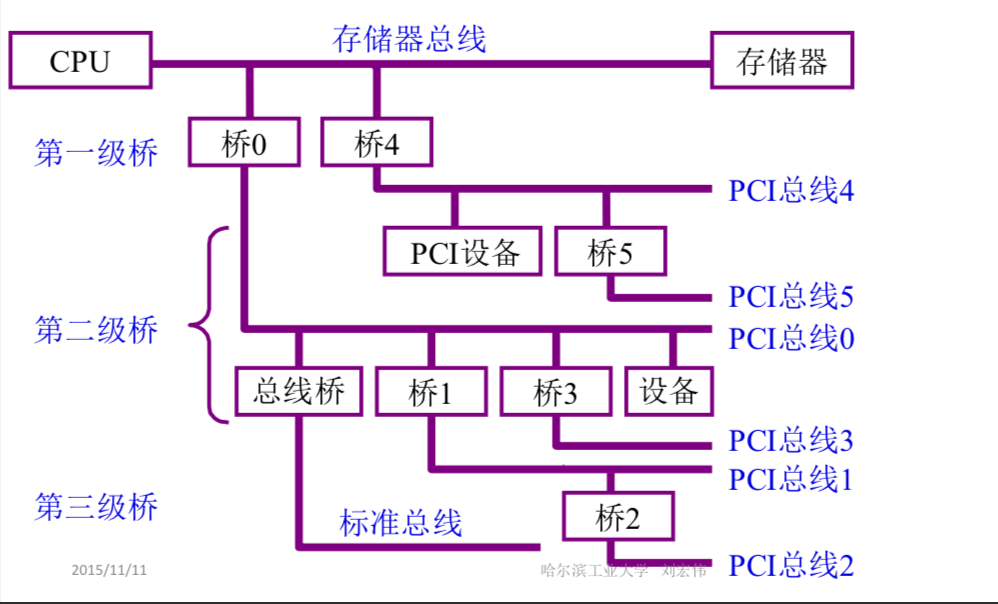 存储器总线
CPU
存储器
第一级桥
桥0
桥4
PCI总线4
PCI设备
桥5
PCI总线5
第二级桥
PCI总线0
总线桥
桥1
桥3
设备
PCI总线3
PCI总线1
第三级桥
标准总线
桥2
PCI总线2
2015/11/11
哈尔滨工业大学 刘宏伟